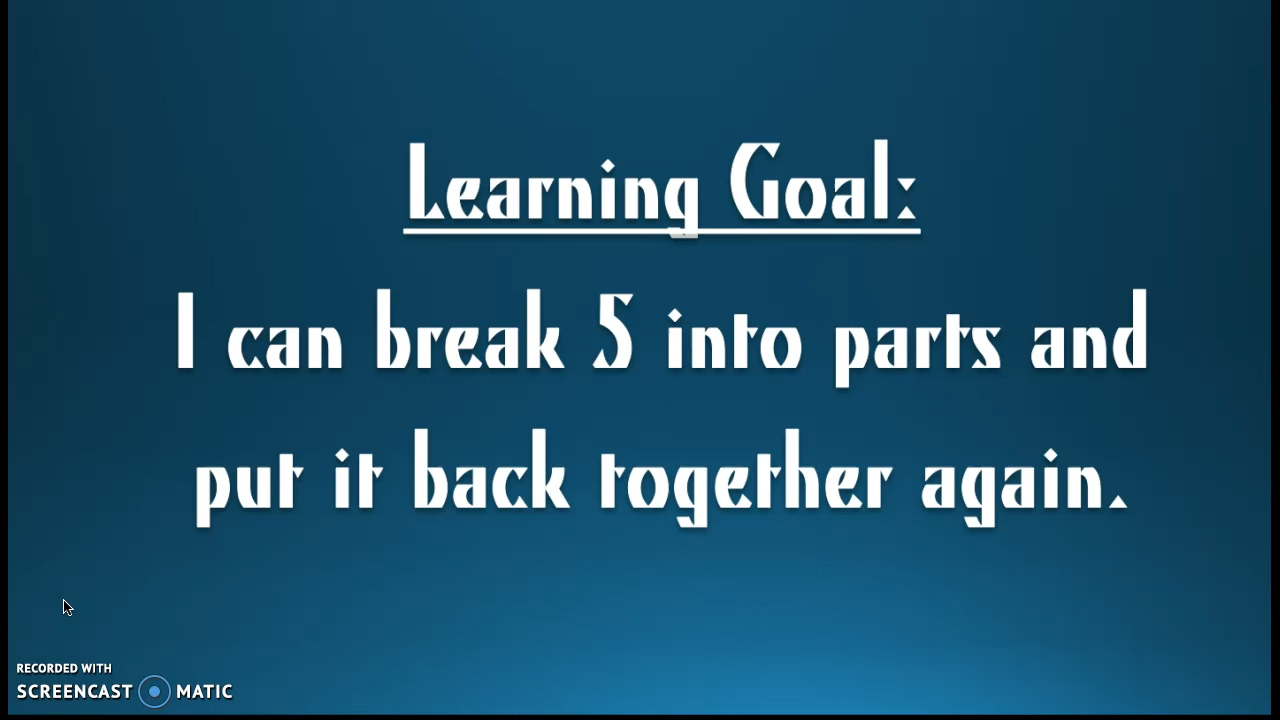 Learning Goal:
I can break 5 into parts and
put it back together again.
RECORDED WITH
SCREENCAST MATIC